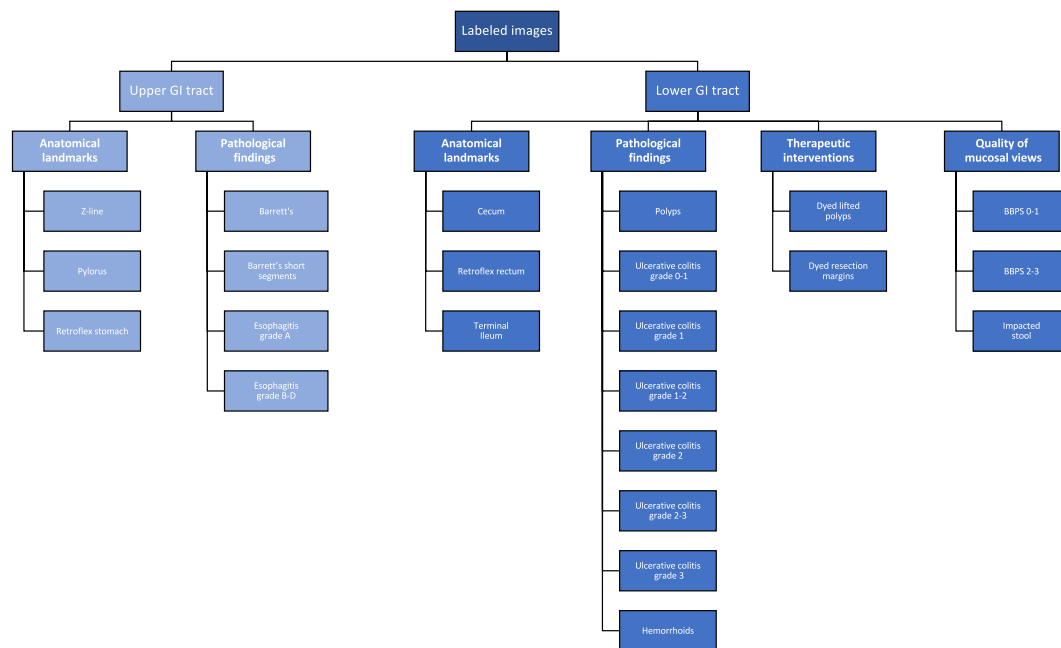 Labeled images
Upper GI tract
Lower GI tract
Anatomical
landmarks
Pathological
findings
Anatomical
landmarks
Pathological
findings
Therapeutic
interventions
Quality of
mucosal views
Z-line
Pylorus
Retroflex stomach
Barrett's
Barrett's short
segments
Esophagitis
grade A
Esophagitis
grade B-D
Cecum
Retroflex rectum
Terminal
Ileum
Polyps
Ulcerative colitis
grade 0-1
Ulcerative colitis
grade 1
Ulcerative colitis
grade 1-2
Ulcerative colitis
grade 2
Ulcerative colitis
grade 2-3
Ulcerative colitis
grade 3
Hemorrhoids
Dyed lifted
polyps
Dyed resection
margins
BBPS 0-1
BBPS 2-3
Impacted
stool